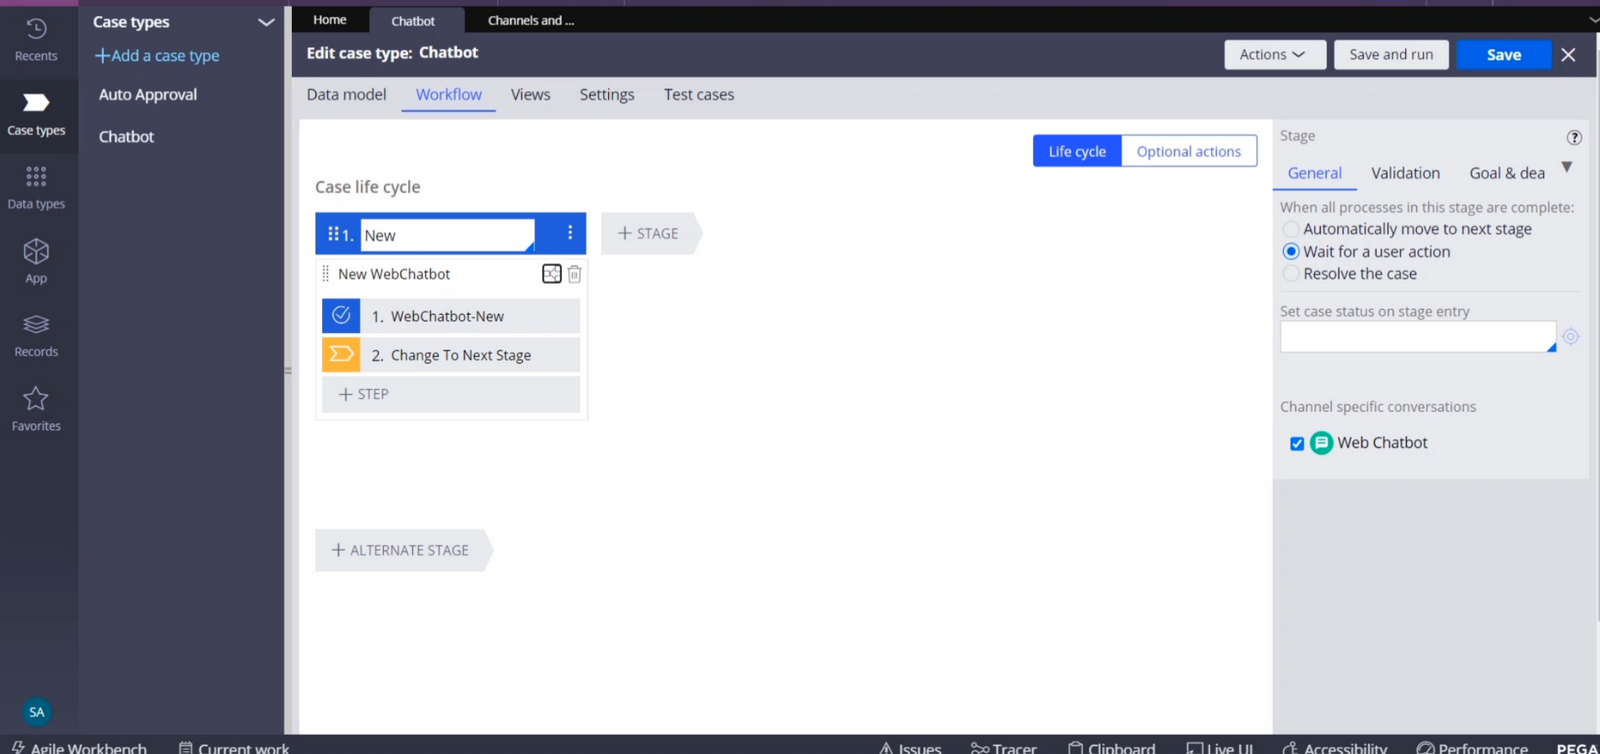 Recents
Case types
Data types
App
Records
Favorites
SA
Case types
+Add a case type
Auto Approval
Chatbot
Home
Chatbot
Channels and ...
Edit case type: Chatbot
Actions
Save and run
Save
Data model
Workflow
Views
Settings
Test cases
Life cycle
Optional actions
Case life cycle
1. New
+ STAGE
New WebChatbot
1. WebChatbot-New
2. Change To Next Stage
+ STEP
+ ALTERNATE STAGE
Stage
?
General
Validation
Goal & dea
When all processes in this stage are complete:
Automatically move to next stage
Wait for a user action
Resolve the case
Set case status on stage entry
Channel specific conversations
Web Chatbot
Agile Workbench
Current work
Issues
Tracer
Clipboard
Live UI
Accessibility
Performance
PEGA